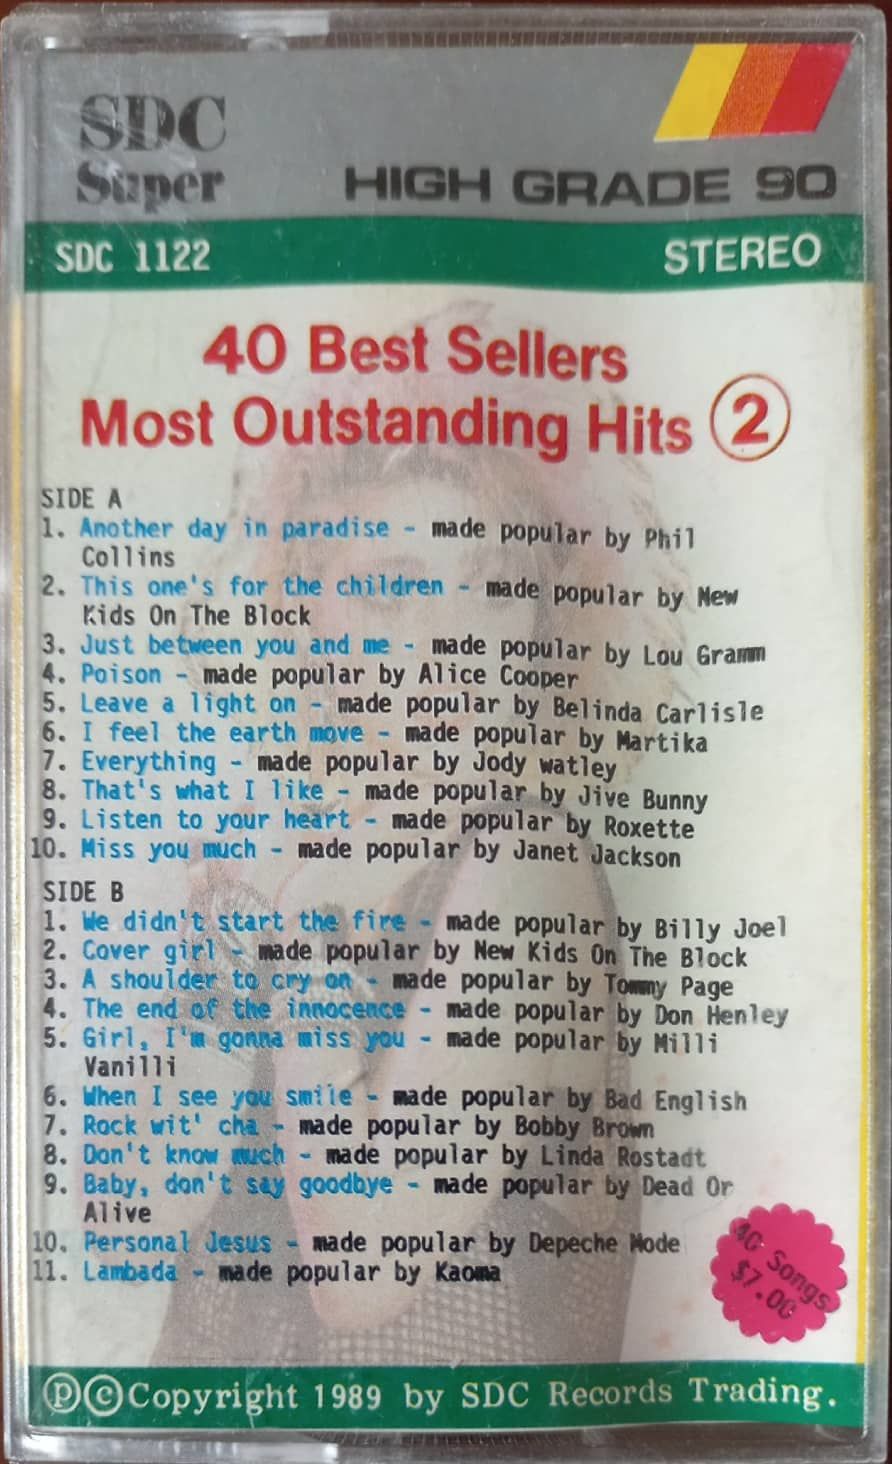 SDC
Super
HIGH GRADE 90
SDC 1122
STEREO
40 Best Sellers
Most Outstanding Hits 2
SIDE A
1. Another day in paradise - made popular by Phil
Collins
2. This one's for the children - made popular by New
Kids On The Block
3. Just between you and me - made popular by Lou Gramm
4. Poison - made popular by Alice Cooper
5. Leave a light on - made popular by Belinda Carlisle
6. I feel the earth move - made popular by Martika
7. Everything - made popular by Jody watley
8. That's what I like - made popular by Jive Bunny
9. Listen to your heart - made popular by Roxette
10. Miss you much - made popular by Janet Jackson
SIDE B
1. We didn't start the fire - made popular by Billy Joel
2. Cover girl - made popular by New Kids On The Block
3. A shoulder to cry on - made popular by Tommy Page
4. The end of the innocence - made popular by Don Henley
5. Girl, I'm gonna miss you - made popular by Milli
Vanilli
6. When I see you smile - made popular by Bad English
7. Rock wit' cha - made popular by Bobby Brown
8. Don't know much - made popular by Linda Rostadt
9. Baby, don't say goodbye - made popular by Dead Or
Alive
10. Personal Jesus - made popular by Depeche Mode
11. Lambada - made popular by Kaoma
40 Songs
$7.00
℗©Copyright 1989 by SDC Records Trading.